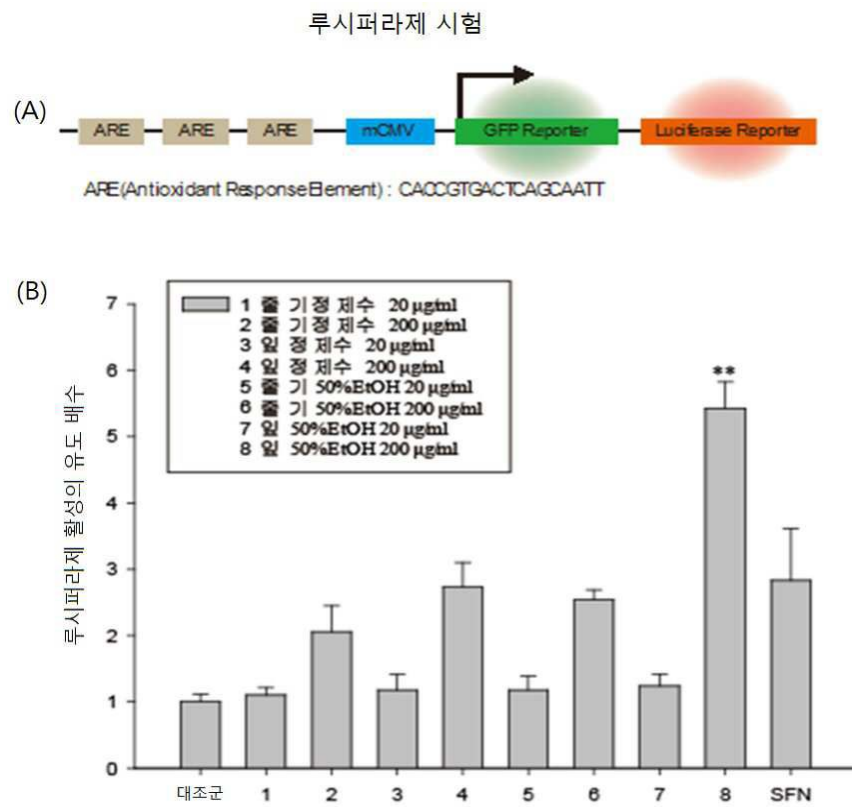 루시퍼라제 시험
(A)
ARE ARE ARE mCMV GFP Reporter Luciferase Reporter
ARE(Antioxidant Response Element) : CACCGTGACTCAGCAATT
(B)
루시퍼라제 활성의 유도 배수
7
6
5
4
3
2
1
0
1 줄 기정 제수 20 µg/ml
2 줄 기정 제수 200 µg/ml
3 잎 정 제수 20 µg/ml
4 잎 정 제수 200 µg/ml
5 줄 기 50%EtOH 20 µg/ml
6 줄 기 50%EtOH 200 µg/ml
7 잎 50%EtOH 20 µg/ml
8 잎 50%EtOH 200 µg/ml
**
대조군 1 2 3 4 5 6 7 8 SFN